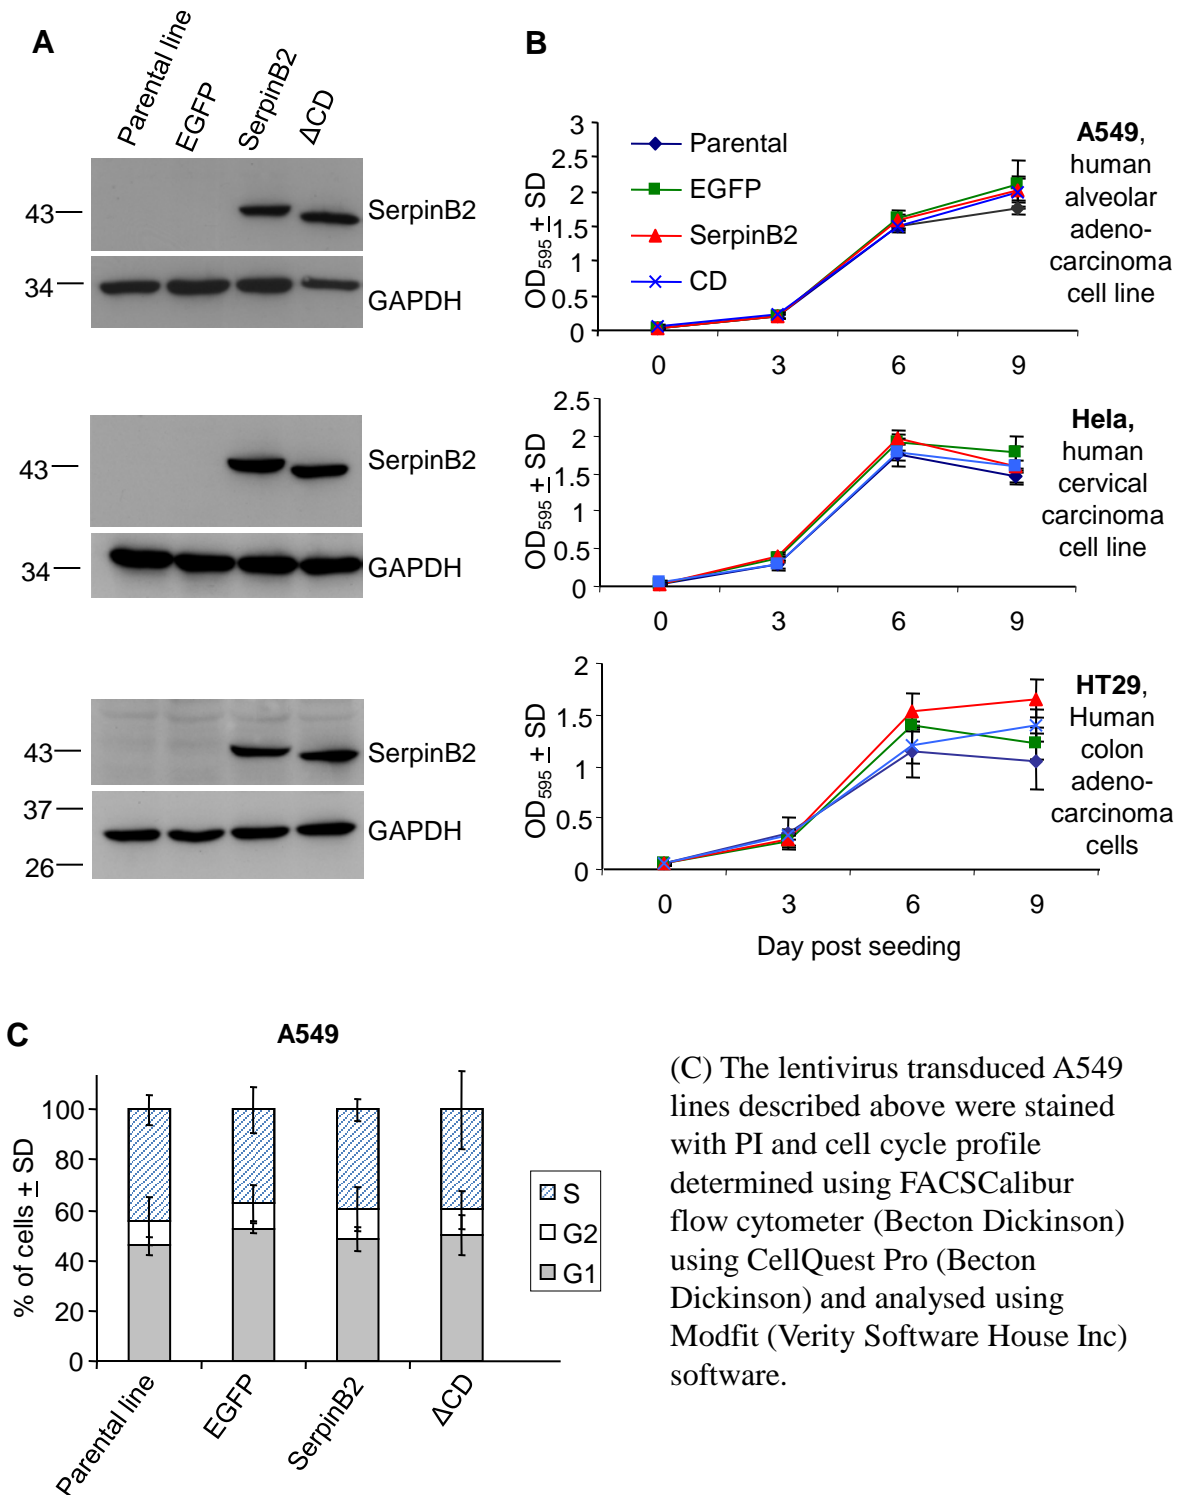 A
Parental line
EGFP
SerpinB2
ΔCD
43
SerpinB2
34
GAPDH
43
SerpinB2
34
GAPDH
43
SerpinB2
37
GAPDH
26
B
OD595 ± SD
3
2.5
2
1.5
1
0.5
0
Parental
EGFP
SerpinB2
CD
0 3 6 9
A549,
human
alveolar
adeno-
carcinoma
cell line
OD595 ± SD
2.5
2
1.5
1
0.5
0
0 3 6 9
Hela,
human
cervical
carcinoma
cell line
OD595 ± SD
2
1.5
1
0.5
0
0 3 6 9
Day post seeding
HT29,
Human
colon
adeno-
carcinoma
cells
C
A549
% of cells ± SD
100
80
60
40
20
0
Parental line
EGFP
SerpinB2
ΔCD
S
G2
G1
(C) The lentivirus transduced A549
lines described above were stained
with PI and cell cycle profile
determined using FACSCalibur
flow cytometer (Becton Dickinson)
using CellQuest Pro (Becton
Dickinson) and analysed using
Modfit (Verity Software House Inc)
software.